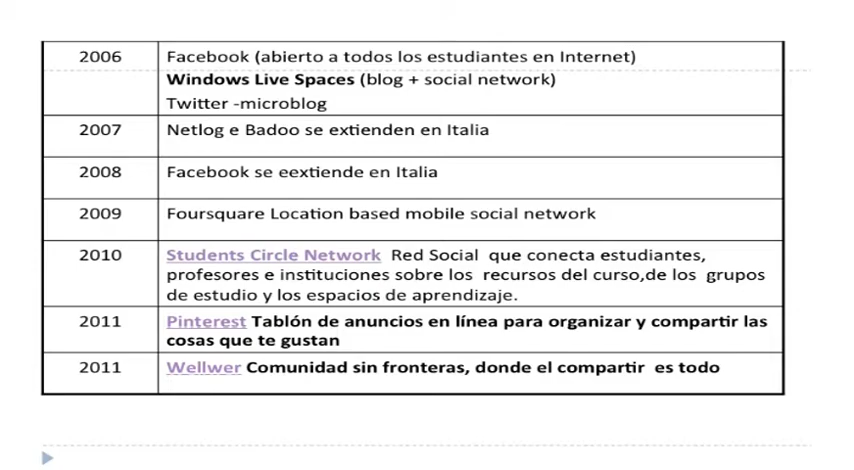 2006 Facebook (abierto a todos los estudiantes en Internet)
Windows Live Spaces (blog + social network)
Twitter -microblog
2007 Netlog e Badoo se extienden en Italia
2008 Facebook se eextiende en Italia
2009 Foursquare Location based mobile social network
2010 Students Circle Network Red Social que conecta estudiantes,
profesores e instituciones sobre los recursos del curso,de los grupos
de estudio y los espacios de aprendizaje.
2011 Pinterest Tablón de anuncios en línea para organizar y compartir las
cosas que te gustan
2011 Wellwer Comunidad sin fronteras, donde el compartir es todo